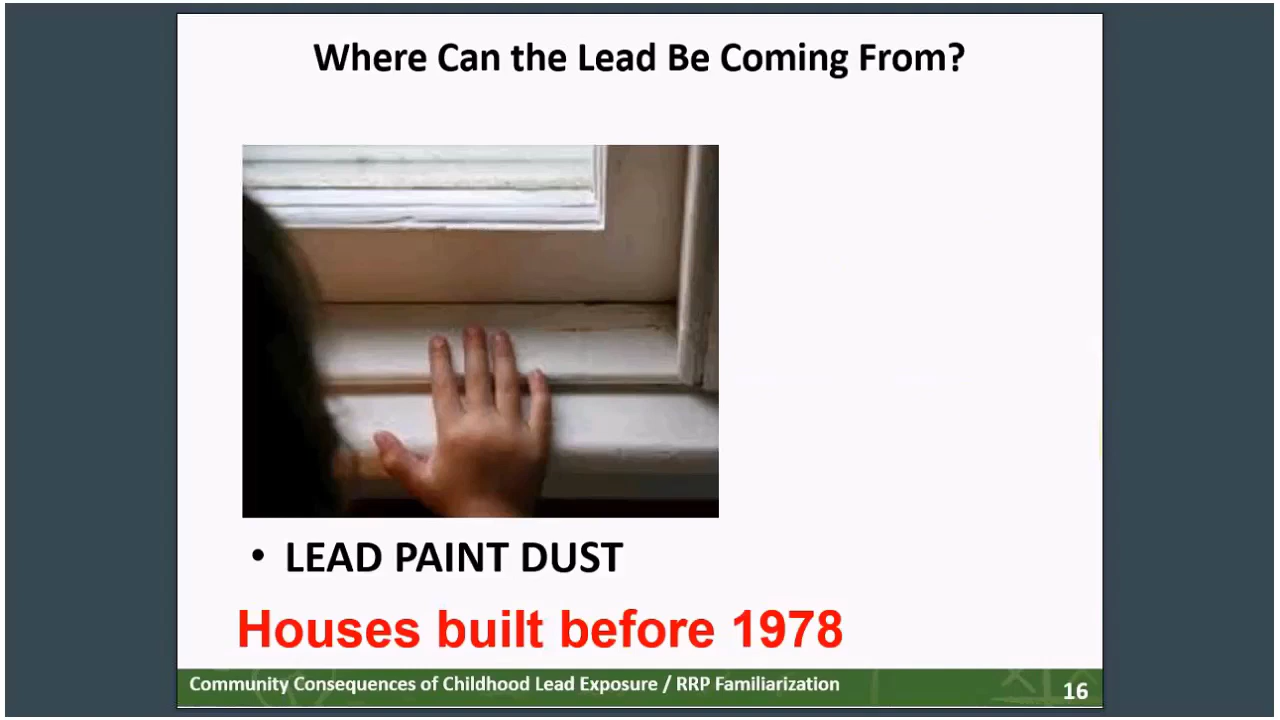 Where Can the Lead Be Coming From?
• LEAD PAINT DUST
Houses built before 1978
Community Consequences of Childhood Lead Exposure / RRP Familiarization
16